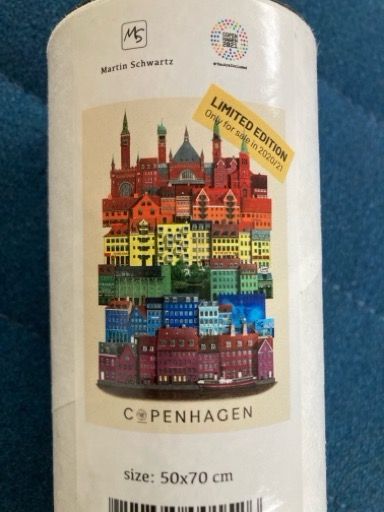 MS
Martin Schwartz
LIMITED EDITION
Only for sale in 2020/21
COPENHAGEN
size: 50x70 cm